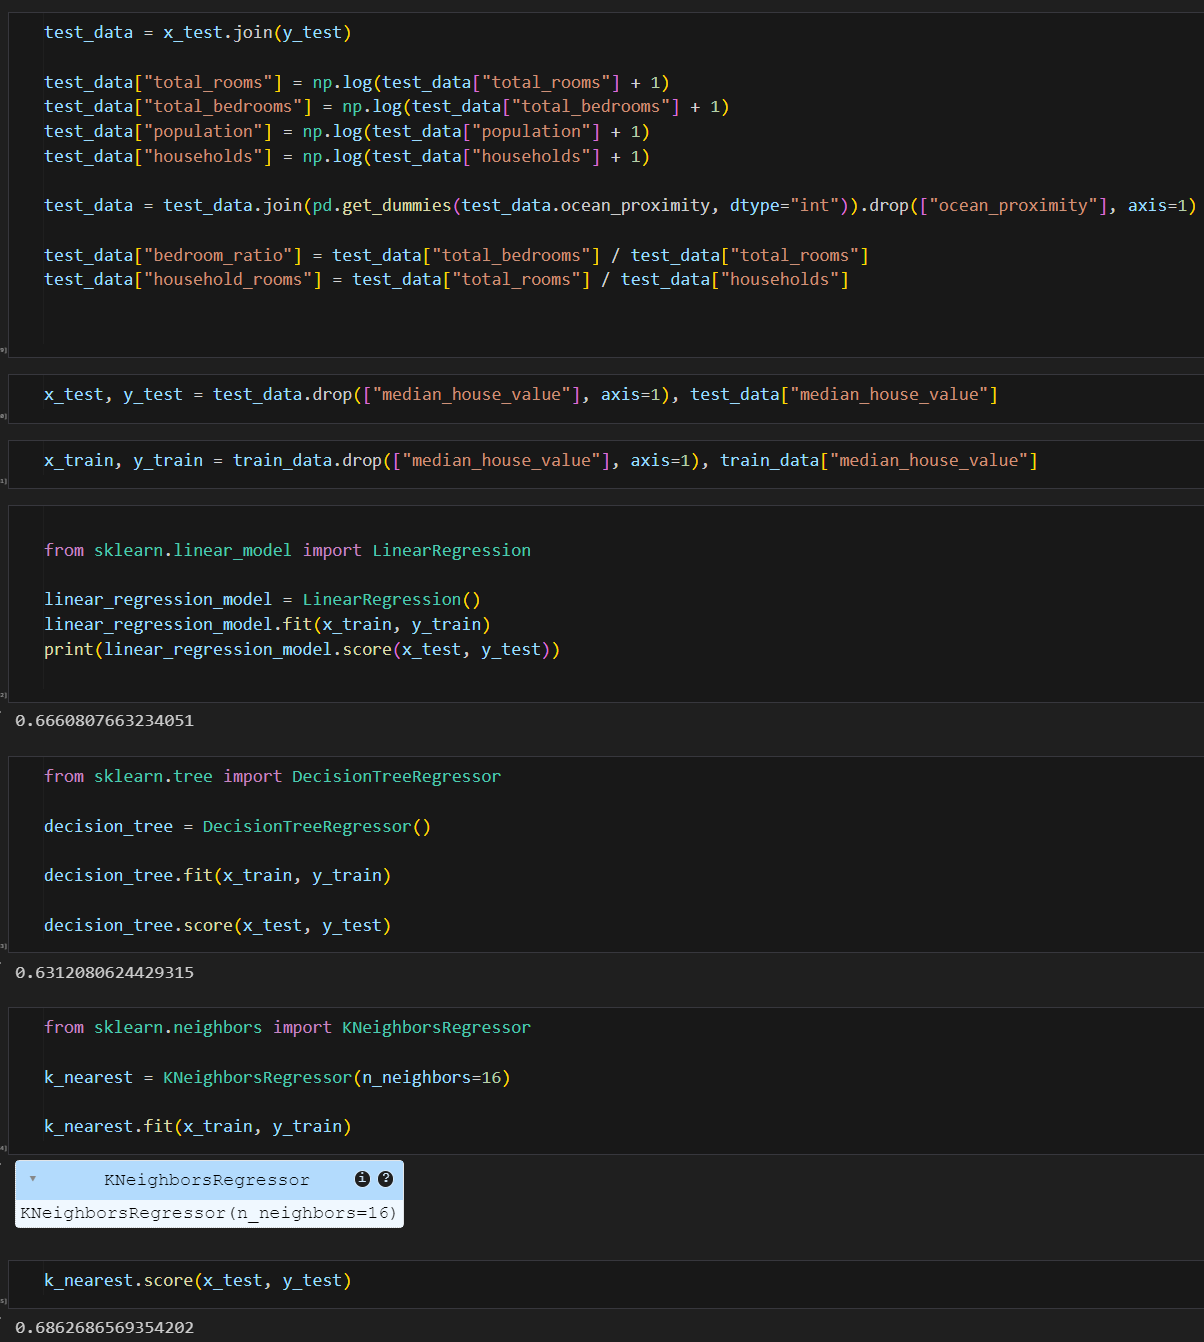 test_data = x_test.join(y_test)
test_data["total_rooms"] = np.log(test_data["total_rooms"] + 1)
test_data["total_bedrooms"] = np.log(test_data["total_bedrooms"] + 1)
test_data["population"] = np.log(test_data["population"] + 1)
test_data["households"] = np.log(test_data["households"] + 1)
test_data = test_data.join(pd.get_dummies(test_data.ocean_proximity, dtype="int")).drop(["ocean_proximity"], axis=1)
test_data["bedroom_ratio"] = test_data["total_bedrooms"] / test_data["total_rooms"]
test_data["household_rooms"] = test_data["total_rooms"] / test_data["households"]
x_test, y_test = test_data.drop(["median_house_value"], axis=1), test_data["median_house_value"]
x_train, y_train = train_data.drop(["median_house_value"], axis=1), train_data["median_house_value"]
from sklearn.linear_model import LinearRegression
linear_regression_model = LinearRegression()
linear_regression_model.fit(x_train, y_train)
print(linear_regression_model.score(x_test, y_test))
0.6660807663234051
from sklearn.tree import DecisionTreeRegressor
decision_tree = DecisionTreeRegressor()
decision_tree.fit(x_train, y_train)
decision_tree.score(x_test, y_test)
0.6312080624429315
from sklearn.neighbors import KNeighborsRegressor
k_nearest = KNeighborsRegressor(n_neighbors=16)
k_nearest.fit(x_train, y_train)
KNeighborsRegressor
KNeighborsRegressor(n_neighbors=16)
k_nearest.score(x_test, y_test)
0.6862686569354202